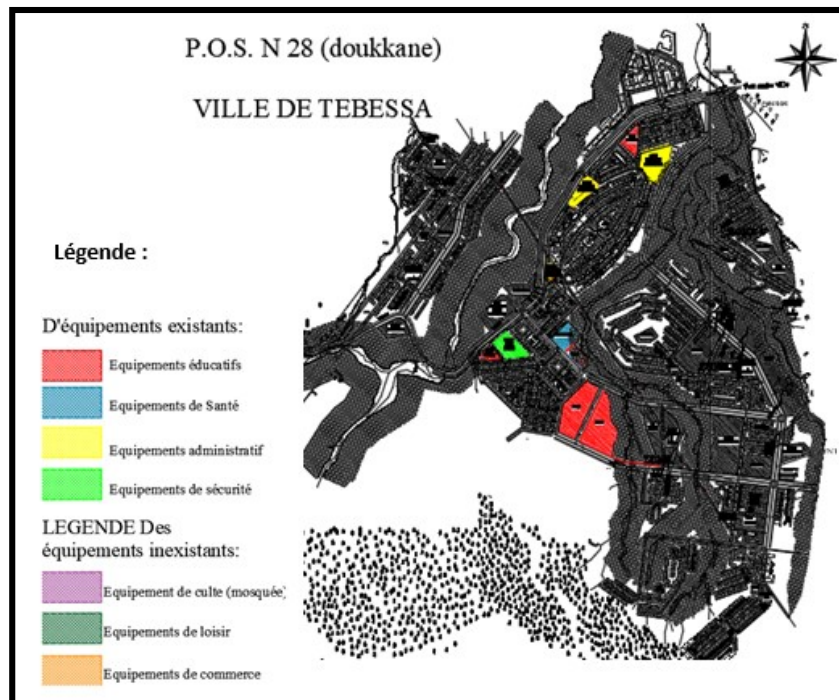 P.O.S. N 28 (doukkane)
VILLE DE TEBESSA
Légende :
D'équipements existants:
Equipements éducatifs
Equipements de Santé
Equipements administratif
Equipements de sécurité
LEGENDE Des
équipements inexistants:
Equipement de culte (mosquée)
Equipements de loisir
Equipements de commerce